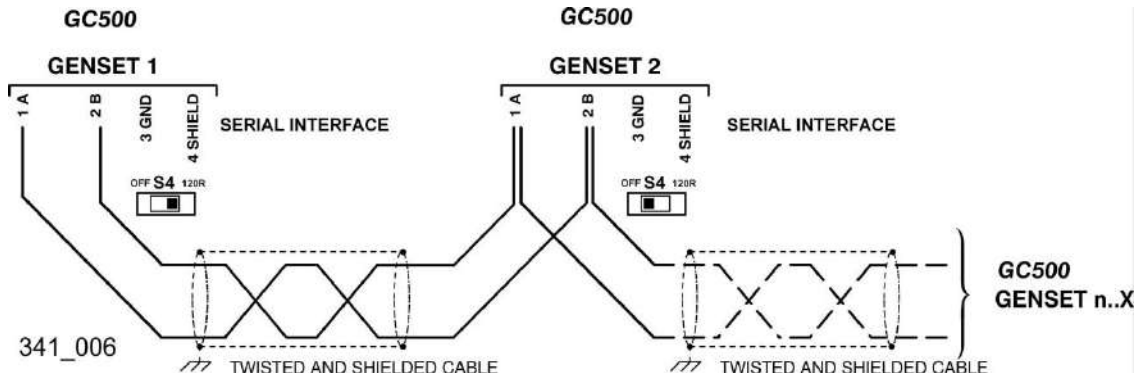 GC500
GC500
GENSET 1
GENSET 2
1 A
2 B
3 GND
4 SHIELD
SERIAL INTERFACE
1 A
2 B
3 GND
4 SHIELD
SERIAL INTERFACE
OFF S4 120R
OFF S4 120R
GC500
GENSET n..X
341_006
TWISTED AND SHIELDED CABLE
TWISTED AND SHIELDED CABLE